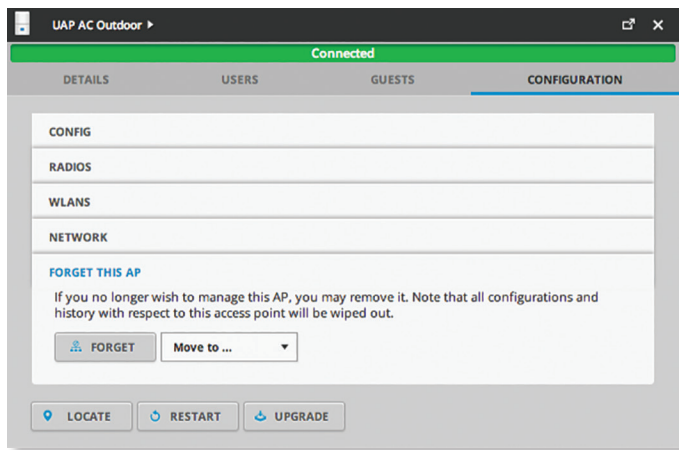 UAP AC Outdoor
Connected
DETAILS USERS GUESTS CONFIGURATION
CONFIG
RADIOS
WLANS
NETWORK
FORGET THIS AP
If you no longer wish to manage this AP, you may remove it. Note that all configurations and
history with respect to this access point will be wiped out.
FORGET Move to ...
LOCATE RESTART UPGRADE